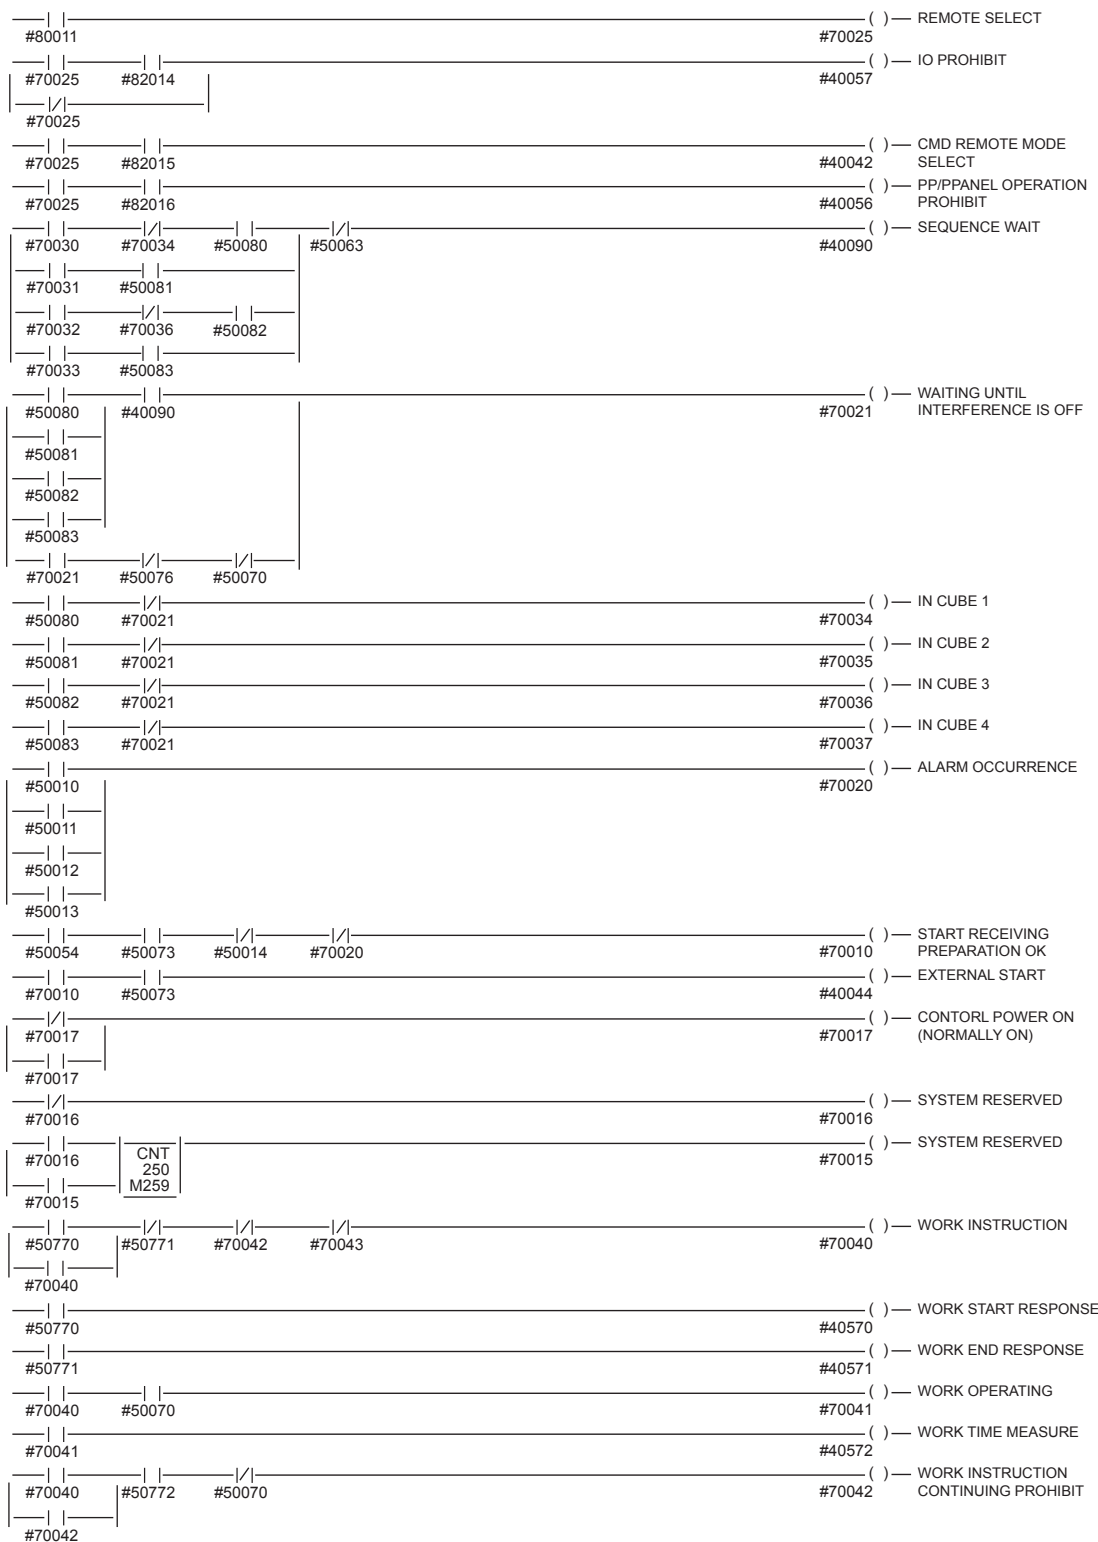 REMOTE SELECT
#80011 #70025
IO PROHIBIT
#70025 #82014 #40057
#70025
CMD REMOTE MODE
#70025 #82015 #40042 SELECT
PP/PPANEL OPERATION
#70025 #82016 #40056 PROHIBIT
SEQUENCE WAIT
#70030 #70034 #50080 #50063 #40090
#70031 #50081
#70032 #70036 #50082
#70033 #50083
WAITING UNTIL
#50080 #40090 #70021 INTERFERENCE IS OFF
#50081
#50082
#50083
#70021 #50076 #50070
IN CUBE 1
#50080 #70021 #70034
IN CUBE 2
#50081 #70021 #70035
IN CUBE 3
#50082 #70021 #70036
IN CUBE 4
#50083 #70021 #70037
ALARM OCCURRENCE
#50010 #70020
#50011
#50012
#50013
START RECEIVING
#50054 #50073 #50014 #70020 #70010 PREPARATION OK
EXTERNAL START
#70010 #50073 #40044
CONTORL POWER ON
#70017 #70017 (NORMALLY ON)
#70017
SYSTEM RESERVED
#70016 #70016
SYSTEM RESERVED
#70016 CNT #70015
250
M259
#70015
WORK INSTRUCTION
#50770 #50771 #70042 #70043 #70040
#70040
WORK START RESPONSE
#50770 #40570
WORK END RESPONSE
#50771 #40571
WORK OPERATING
#70040 #50070 #70041
WORK TIME MEASURE
#70041 #40572
WORK INSTRUCTION
#70040 #50772 #50070 #70042 CONTINUING PROHIBIT
#70042